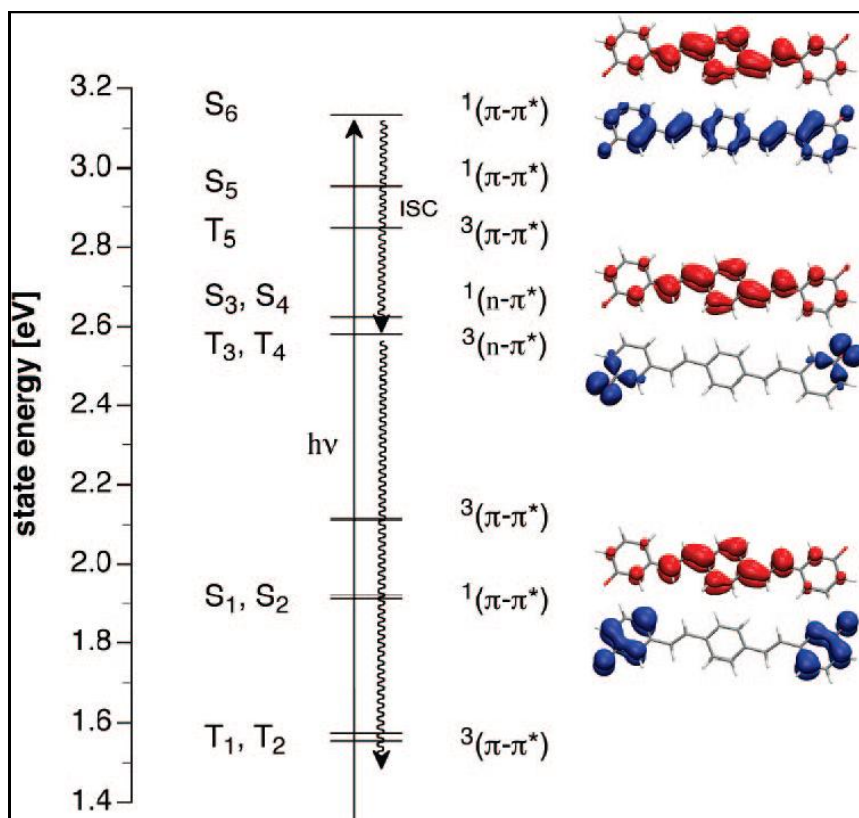 state energy [eV]
3.2
3.0
2.8
2.6
2.4
2.2
2.0
1.8
1.6
1.4
S₆ ¹(π-π*)
S₅ ¹(π-π*)
ISC
T₅ ³(π-π*)
S₃, S₄ ¹(n-π*)
T₃, T₄ ³(n-π*)
hν
³(π-π*)
S₁, S₂ ¹(π-π*)
T₁, T₂ ³(π-π*)